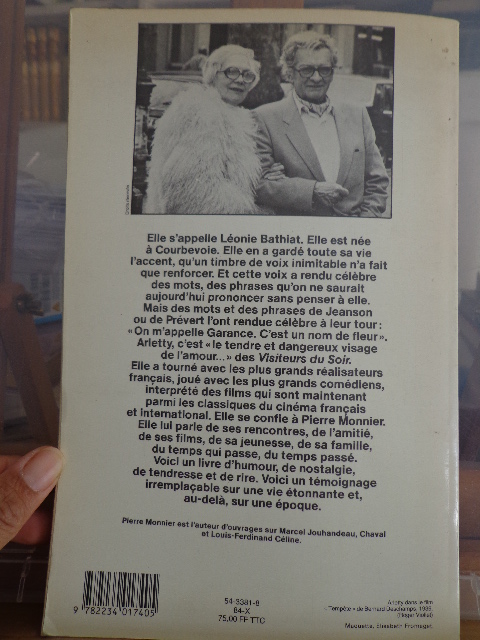 Elle s'appelle Léonie Bathiat. Elle est née
à Courbevoie. Elle en a gardé toute sa vie
l'accent, qu'un timbre de voix inimitable n'a fait
que renforcer. Et cette voix a rendu célèbre
des mots, des phrases qu'on ne saurait
aujourd'hui prononcer sans penser à elle.
Mais des mots et des phrases de Jeanson
ou de Prévert l'ont rendue célèbre à leur tour :
«On m'appelle Garance. C'est un nom de fleur».
Arletty, c'est «le tendre et dangereux visage
de l'amour...» des Visiteurs du Soir.
Elle a tourné avec les plus grands réalisateurs
français, joué avec les plus grands comédiens,
interprété des films qui sont maintenant
parmi les classiques du cinéma français
et international. Elle se confie à Pierre Monnier.
Elle lui parle de ses rencontres, de l'amitié,
de ses films, de sa jeunesse, de sa famille,
du temps qui passe, du temps passé.
Voici un livre d'humour, de nostalgie,
de tendresse et de rire. Voici un témoignage
irremplaçable sur une vie étonnante et,
au-delà, sur une époque.
Pierre Monnier est l'auteur d'ouvrages sur Marcel Jouhandeau, Chaval
et Louis-Ferdinand Céline.
9 782234 017405
54-3381-8
84-X
75,00 FF TTC
Arletty dans le film
«Tempête» de Bernard Deschamps, 1939.
(Roger Viollet)
Maquette, Elisabeth Fromaget